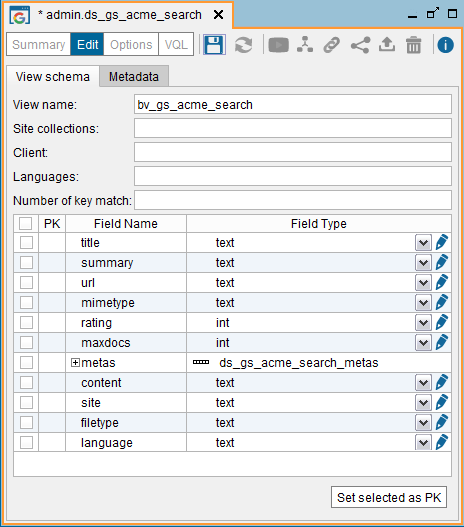 * admin.ds_gs_acme_search
Summary Edit Options VQL
View schema Metadata
View name: bv_gs_acme_search
Site collections:
Client:
Languages:
Number of key match:
PK Field Name Field Type
title text
summary text
url text
mimetype text
rating int
maxdocs int
metas ds_gs_acme_search_metas
content text
site text
filetype text
language text
Set selected as PK